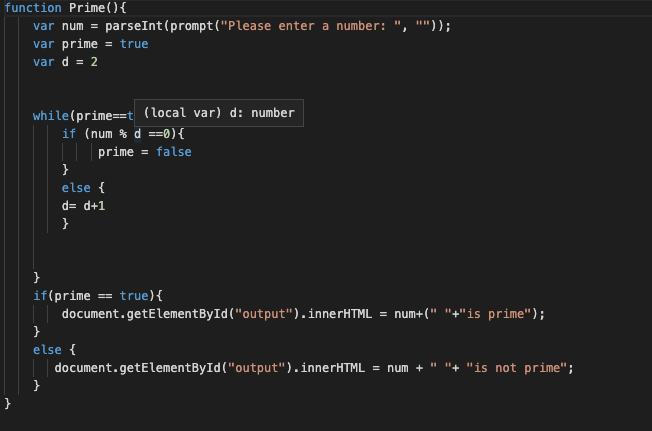 function Prime(){
var num = parseInt(prompt("Please enter a number: ", ""));
var prime = true
var d = 2
while(prime==t
(local var) d: number
if (num % d ==0){
prime = false
}
else {
d= d+1
}
}
if(prime == true){
document.getElementById("output").innerHTML = num+(" "+"is prime");
}
else {
document.getElementById("output").innerHTML = num + " "+ "is not prime";
}
}